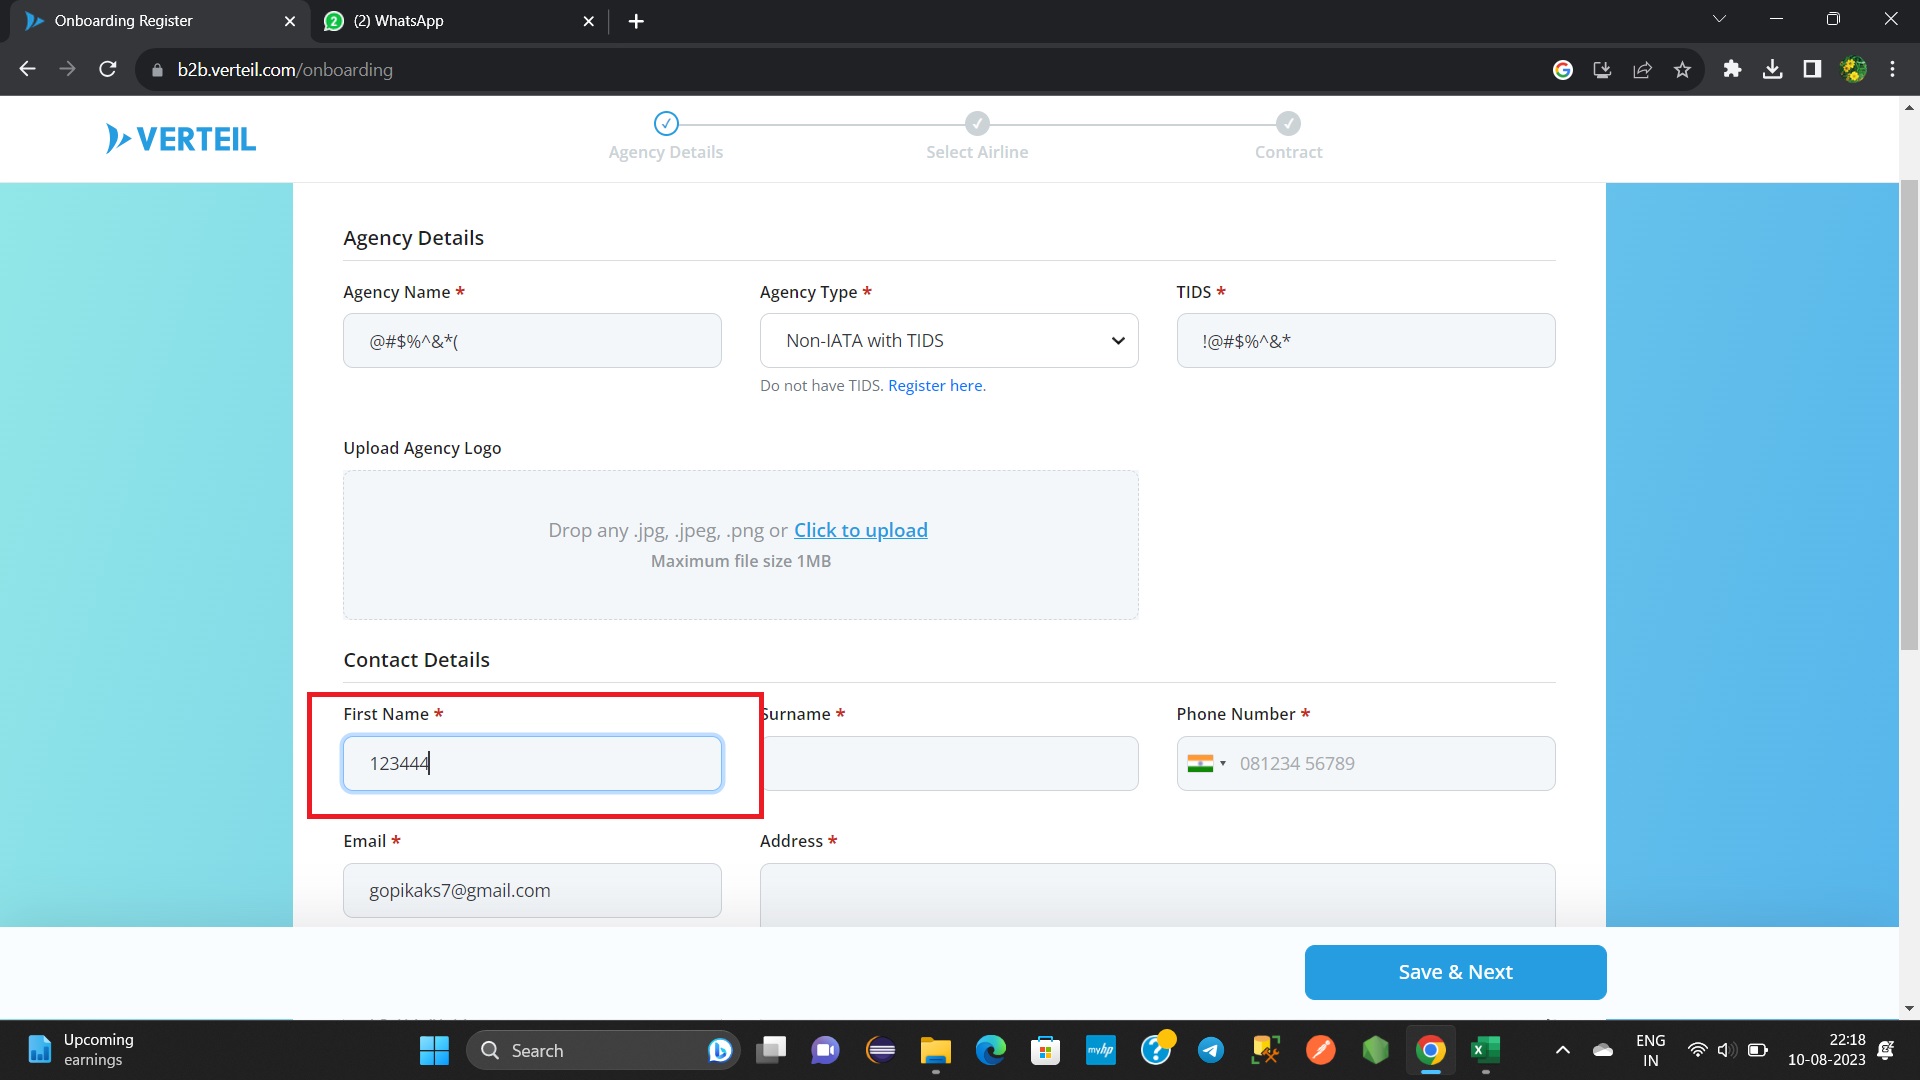 Onboarding Register
(2) WhatsApp
b2b.verteil.com/onboarding
VERTEIL
Agency Details
Select Airline
Contract
Agency Details
Agency Name *
Agency Type *
TIDS *
@#$%^&*(
Non-IATA with TIDS
!@#$%^&*
Do not have TIDS. Register here.
Upload Agency Logo
Drop any .jpg, .jpeg, .png or Click to upload
Maximum file size 1MB
Contact Details
First Name *
Surname *
Phone Number *
123444
081234 56789
Email *
Address *
gopikaks7@gmail.com
Save & Next
Upcoming
earnings
Search
myhp
ENG
IN
22:18
10-08-2023